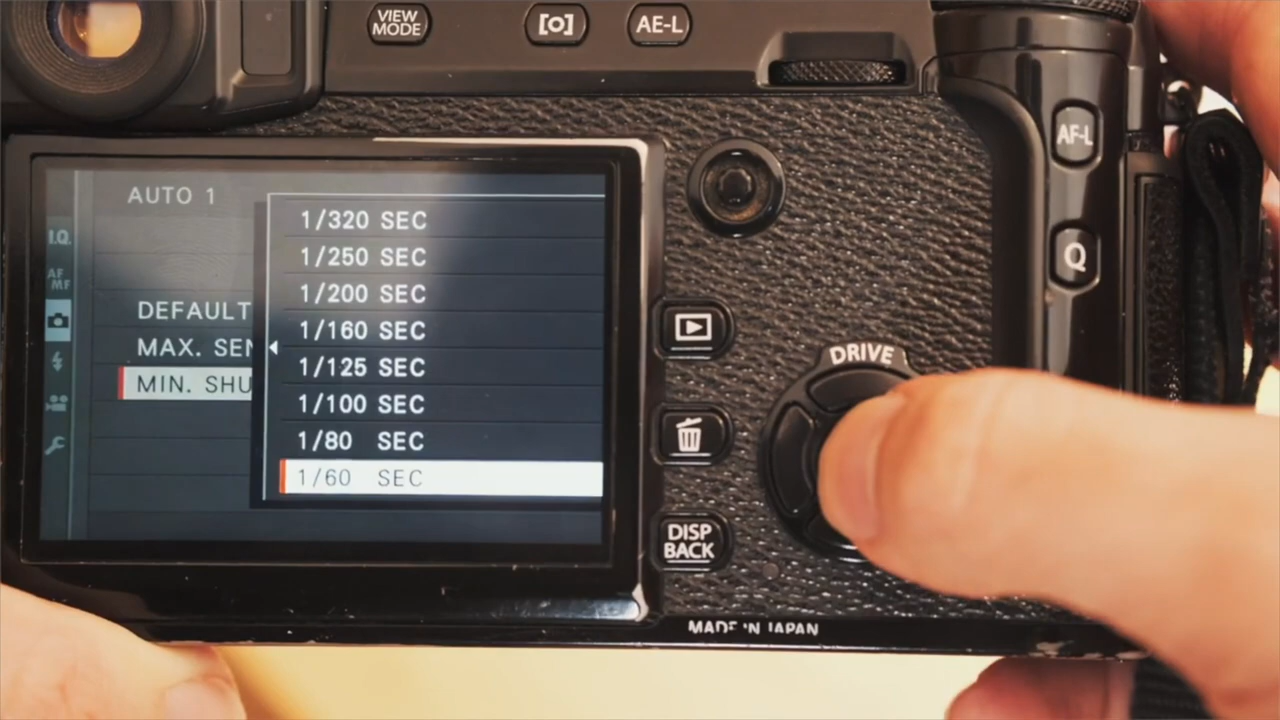 VIEW
MODE
AE-L
AF-L
Q
AUTO 1
I.Q.
AF
MF
DEFAULT
MAX. SEN
MIN. SHU
1/320 SEC
1/250 SEC
1/200 SEC
1/160 SEC
1/125 SEC
1/100 SEC
1/80 SEC
1/60 SEC
DRIVE
DISP
BACK
MADE IN JAPAN